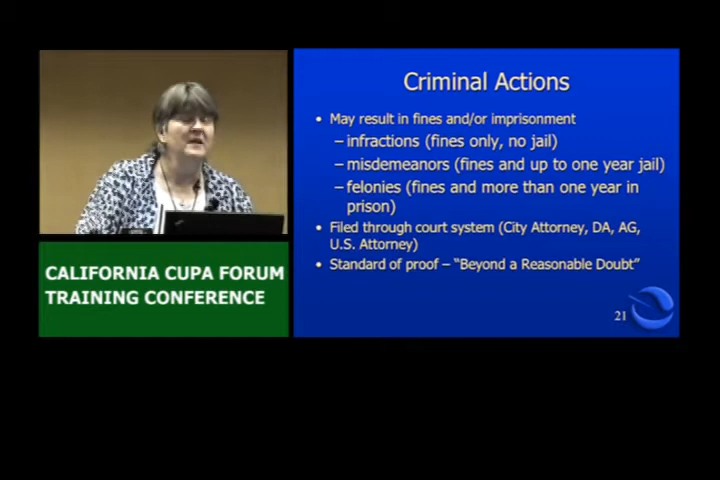 Criminal Actions
• May result in fines and/or imprisonment
– infractions (fines only, no jail)
– misdemeanors (fines and up to one year jail)
– felonies (fines and more than one year in
prison)
• Filed through court system (City Attorney, DA, AG,
U.S. Attorney)
• Standard of proof – “Beyond a Reasonable Doubt”
21
CALIFORNIA CUPA FORUM
TRAINING CONFERENCE